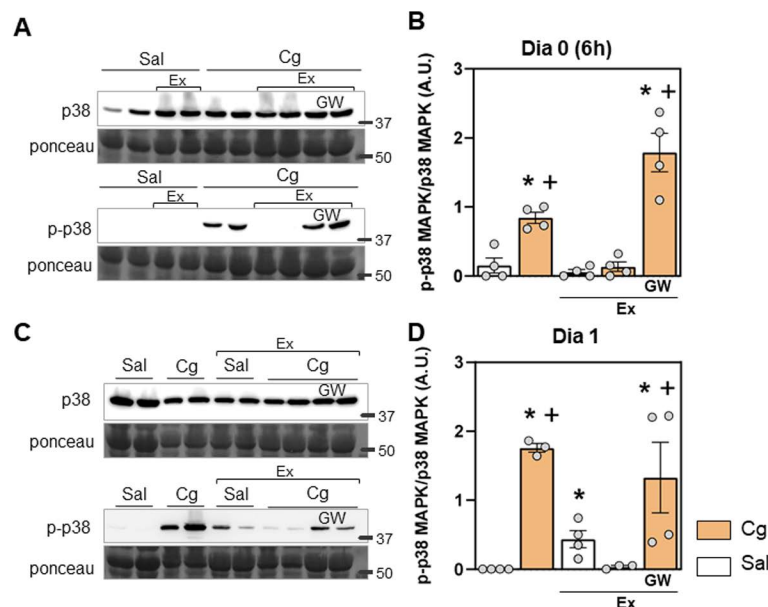 A
Sal Cg
Ex Ex
p38 GW
37
ponceau
50
Sal Cg
Ex Ex
p-p38 GW
37
ponceau
50
B
Dia 0 (6h)
p-p38 MAPK/p38 MAPK (A.U.)
3
2
1
0
* +
* +
GW
Ex
C
Ex
Sal Cg Sal Cg
p38 GW
37
ponceau
50
Ex
Sal Cg Sal Cg
p-p38 GW
37
ponceau
50
D
Dia 1
p-p38 MAPK/p38 MAPK (A.U.)
3
2
1
0
* +
*
* +
GW
Ex
Cg
Sal